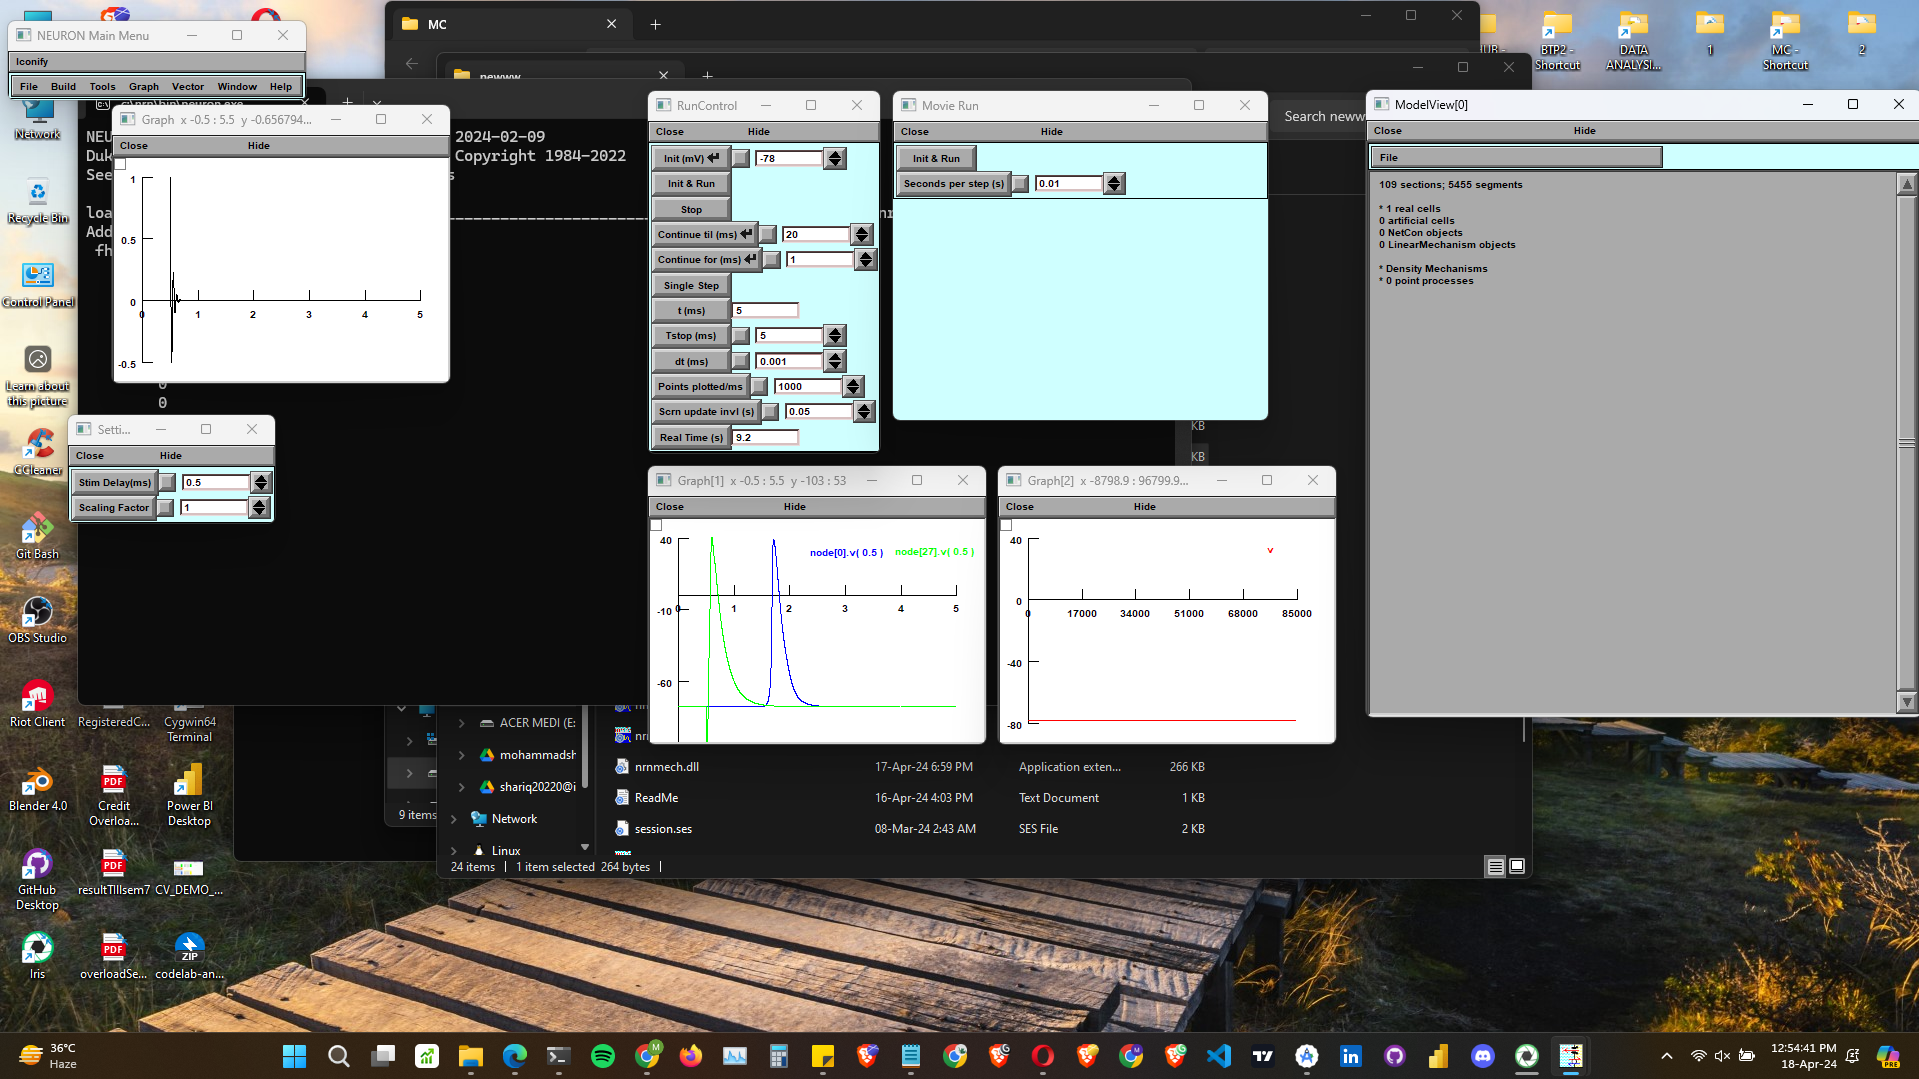 NEURON Main Menu
Iconify
File Build Tools Graph Vector Window Help
MC
newww
c:\nrn\bin\neuron.exe
2024-02-09
Copyright 1984-2022
Search newww
Graph x -0.5 : 5.5 y -0.656794...
Close Hide
1
0.5
0
-0.5
0 1 2 3 4 5
0
0
Setti...
Close Hide
Stim Delay(ms) 0.5
Scaling Factor 1
RunControl
Close Hide
Init (mV) -78
Init & Run
Stop
Continue til (ms) 20
Continue for (ms) 1
Single Step
t (ms) 5
Tstop (ms) 5
dt (ms) 0.001
Points plotted/ms 1000
Scrn update invl (s) 0.05
Real Time (s) 9.2
Movie Run
Close Hide
Init & Run
Seconds per step (s) 0.01
KB
KB
ModelView[0]
Close Hide
File
109 sections; 5455 segments
* 1 real cells
0 artificial cells
0 NetCon objects
0 LinearMechanism objects
* Density Mechanisms
* 0 point processes
Graph[1] x -0.5 : 5.5 y -103 : 53
Close Hide
40
node[0].v( 0.5 ) node[27].v( 0.5 )
-10
0 1 2 3 4 5
-60
Graph[2] x -8798.9 : 96799.9...
Close Hide
40
v
0
0 17000 34000 51000 68000 85000
-40
-80
ACER MEDI (E:
mohammadsh
shariq20220@i
Network
Linux
9 items
nrnmech.dll 17-Apr-24 6:59 PM Application exten... 266 KB
ReadMe 16-Apr-24 4:03 PM Text Document 1 KB
session.ses 08-Mar-24 2:43 AM SES File 2 KB
24 items 1 item selected 264 bytes
BTP2 - Shortcut
DATA ANALYSI...
1
MC - Shortcut
2
Network
Recycle Bin
Control Panel
Learn about this picture
CCleaner
Git Bash
OBS Studio
Riot Client
RegisteredC...
Cygwin64 Terminal
Blender 4.0
Credit Overloa...
Power BI Desktop
GitHub Desktop
resultTIIIsem7
CV_DEMO_...
Iris
overloadSe...
codelab-an...
36°C
Haze
12:54:41 PM
18-Apr-24